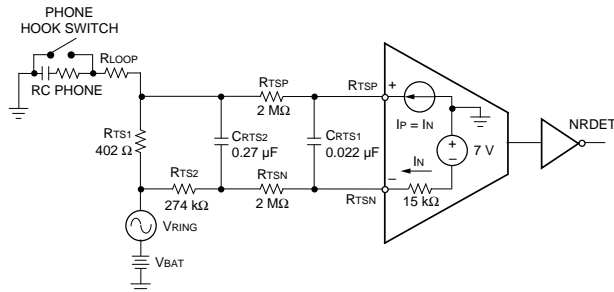 PHONE
HOOK SWITCH
RLOOP
RC PHONE
RTS1
402 Ω
RTSP
2 MΩ
CRTS2
0.27 µF
CRTS1
0.022 µF
RTS2
274 kΩ
RTSN
2 MΩ
VRING
VBAT
RTSP
+
IP = IN
+
–
7 V
IN
–
RTSN
15 kΩ
NRDET